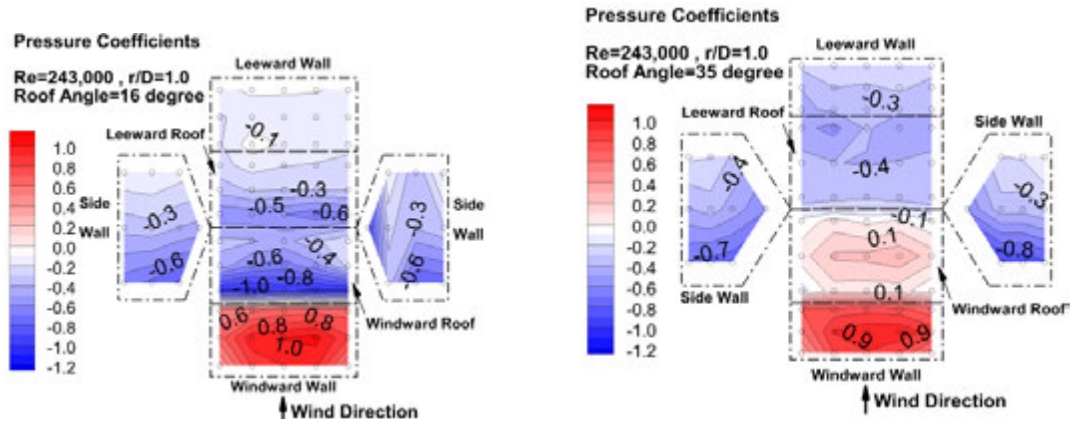 Pressure Coefficients
Re=243,000 , r/D=1.0
Roof Angle=16 degree
Leeward Wall
Leeward Roof
1.0
0.8
0.6
0.4
0.2
0.0
-0.2
-0.4
-0.6
-0.8
-1.0
-1.2
Side
Wall
-0.3
-0.6
-0.1
-0.3
-0.5
-0.6
-0.6
-0.4
-0.8
-1.0
0.6
0.8
0.8
1.0
-0.3
-0.6
Side
Wall
Windward Roof
Windward Wall
Wind Direction
Pressure Coefficients
Re=243,000 , r/D=1.0
Roof Angle=35 degree
Leeward Wall
Leeward Roof
Side Wall
1.0
0.8
0.6
0.4
0.2
0.0
-0.2
-0.4
-0.6
-0.8
-1.0
-1.2
-0.4
-0.7
Side Wall
-0.3
-0.4
-0.1
0.1
0.1
0.9
0.9
-0.3
-0.8
Windward Roof
Windward Wall
Wind Direction